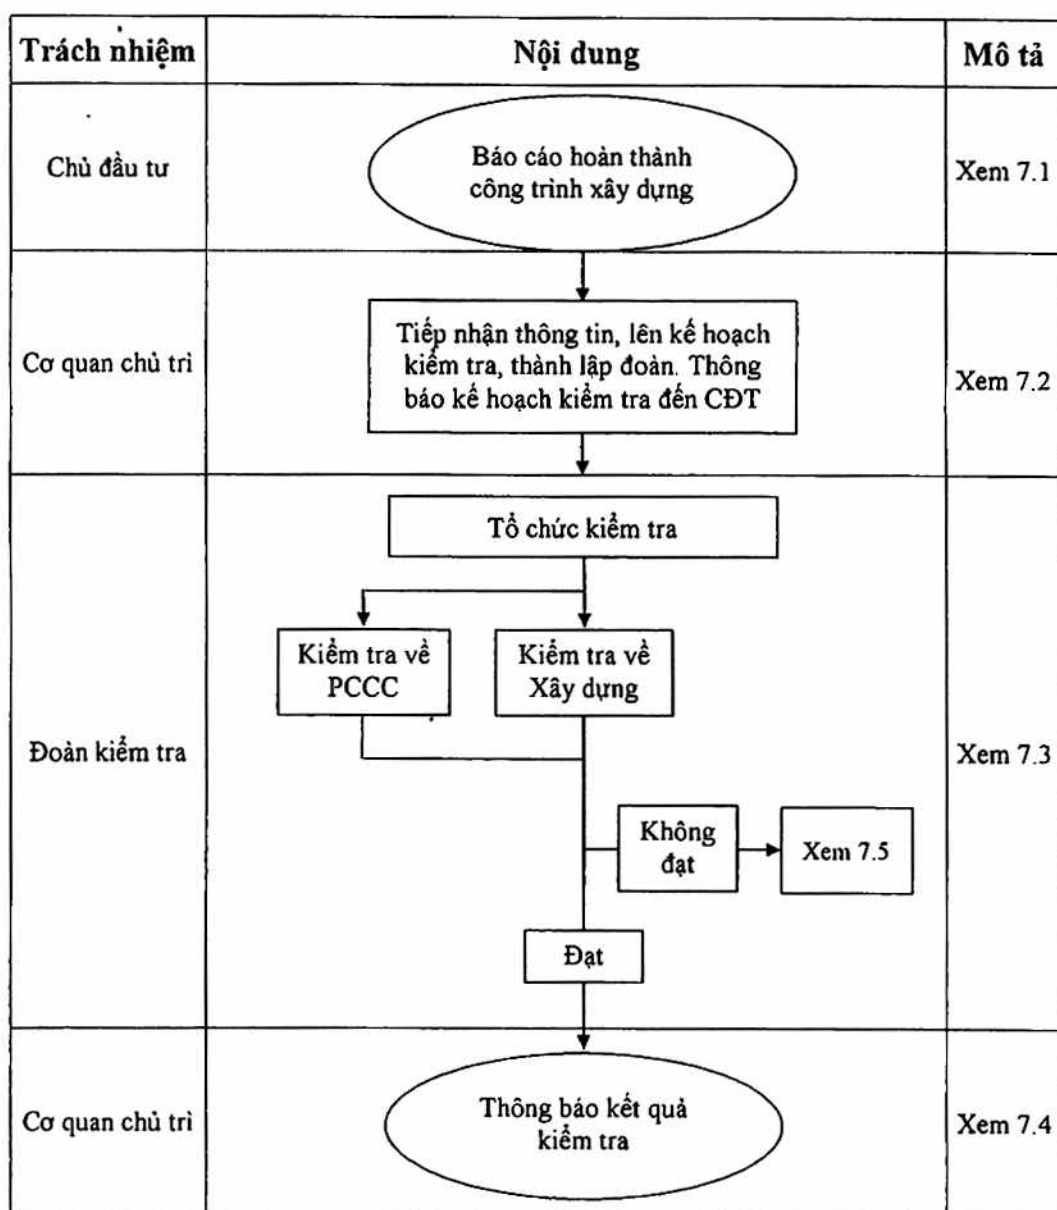 Trách nhiệm
Nội dung
Mô tả
Chủ đầu tư
Báo cáo hoàn thành
công trình xây dựng
Xem 7.1
Cơ quan chủ trì
Tiếp nhận thông tin, lên kế hoạch
kiểm tra, thành lập đoàn. Thông
báo kế hoạch kiểm tra đến CĐT
Xem 7.2
Đoàn kiểm tra
Tổ chức kiểm tra
Kiểm tra về
PCCC
Kiểm tra về
Xây dựng
Không
đạt
Xem 7.5
Đạt
Xem 7.3
Cơ quan chủ trì
Thông báo kết quả
kiểm tra
Xem 7.4